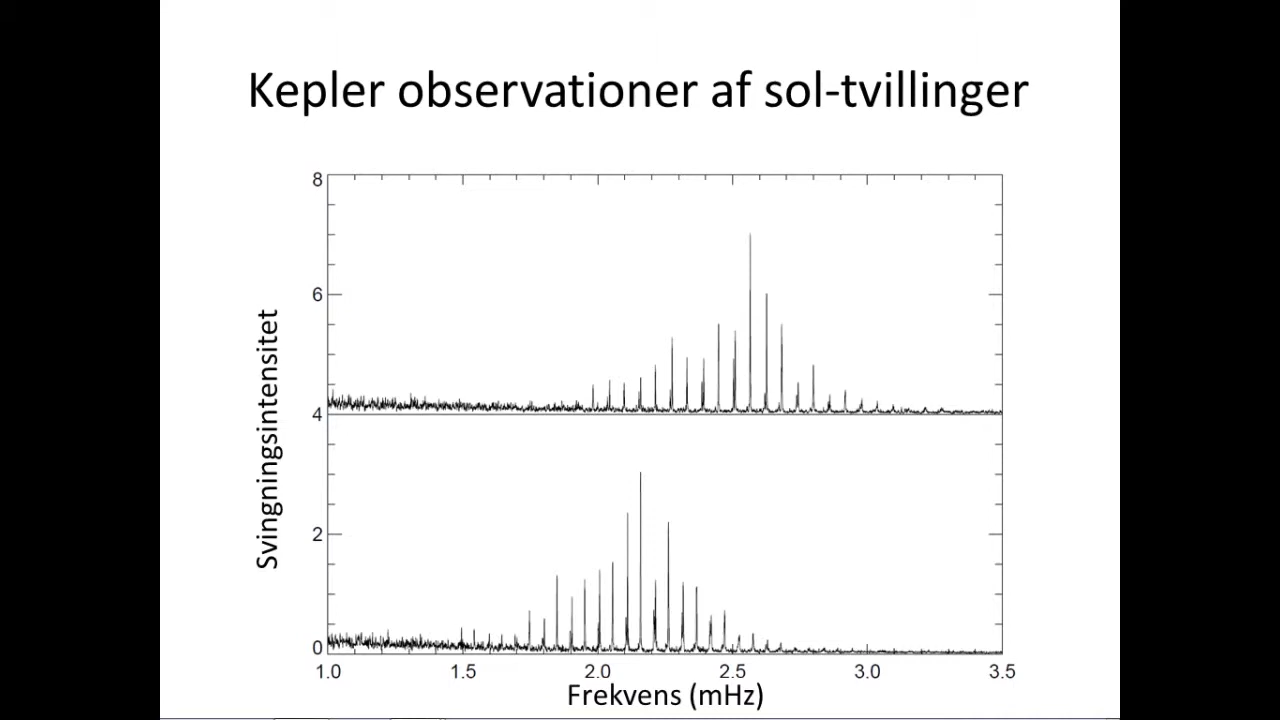 Kepler observationer af sol-tvillinger
Svingningsintensitet
8
6
4
2
0
1.0 1.5 2.0 2.5 3.0 3.5
Frekvens (mHz)